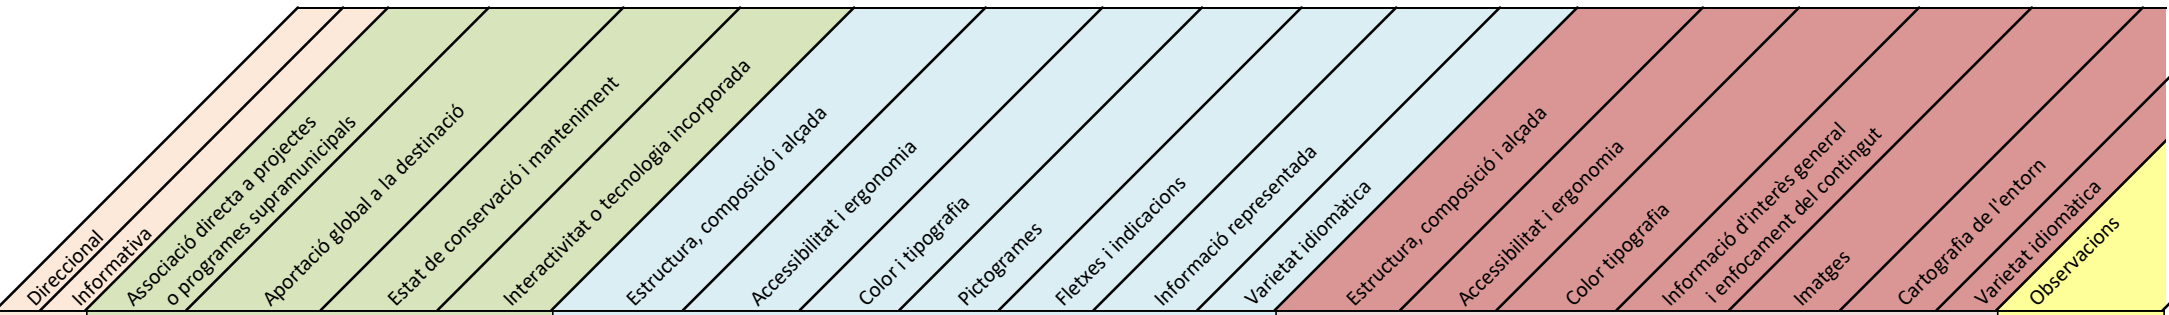 Direccional
Informativa
Associació directa a projectes
o programes supramunicipals
Aportació global a la destinació
Estat de conservació i manteniment
Interactivitat o tecnologia incorporada
Estructura, composició i alçada
Accessibilitat i ergonomia
Color i tipografia
Pictogrames
Fletxes i indicacions
Informació representada
Varietat idiomàtica
Estructura, composició i alçada
Accessibilitat i ergonomia
Color tipografia
Informació d'interès general
i enfocament del contingut
Imatges
Cartografia de l'entorn
Varietat idiomàtica
Observacions